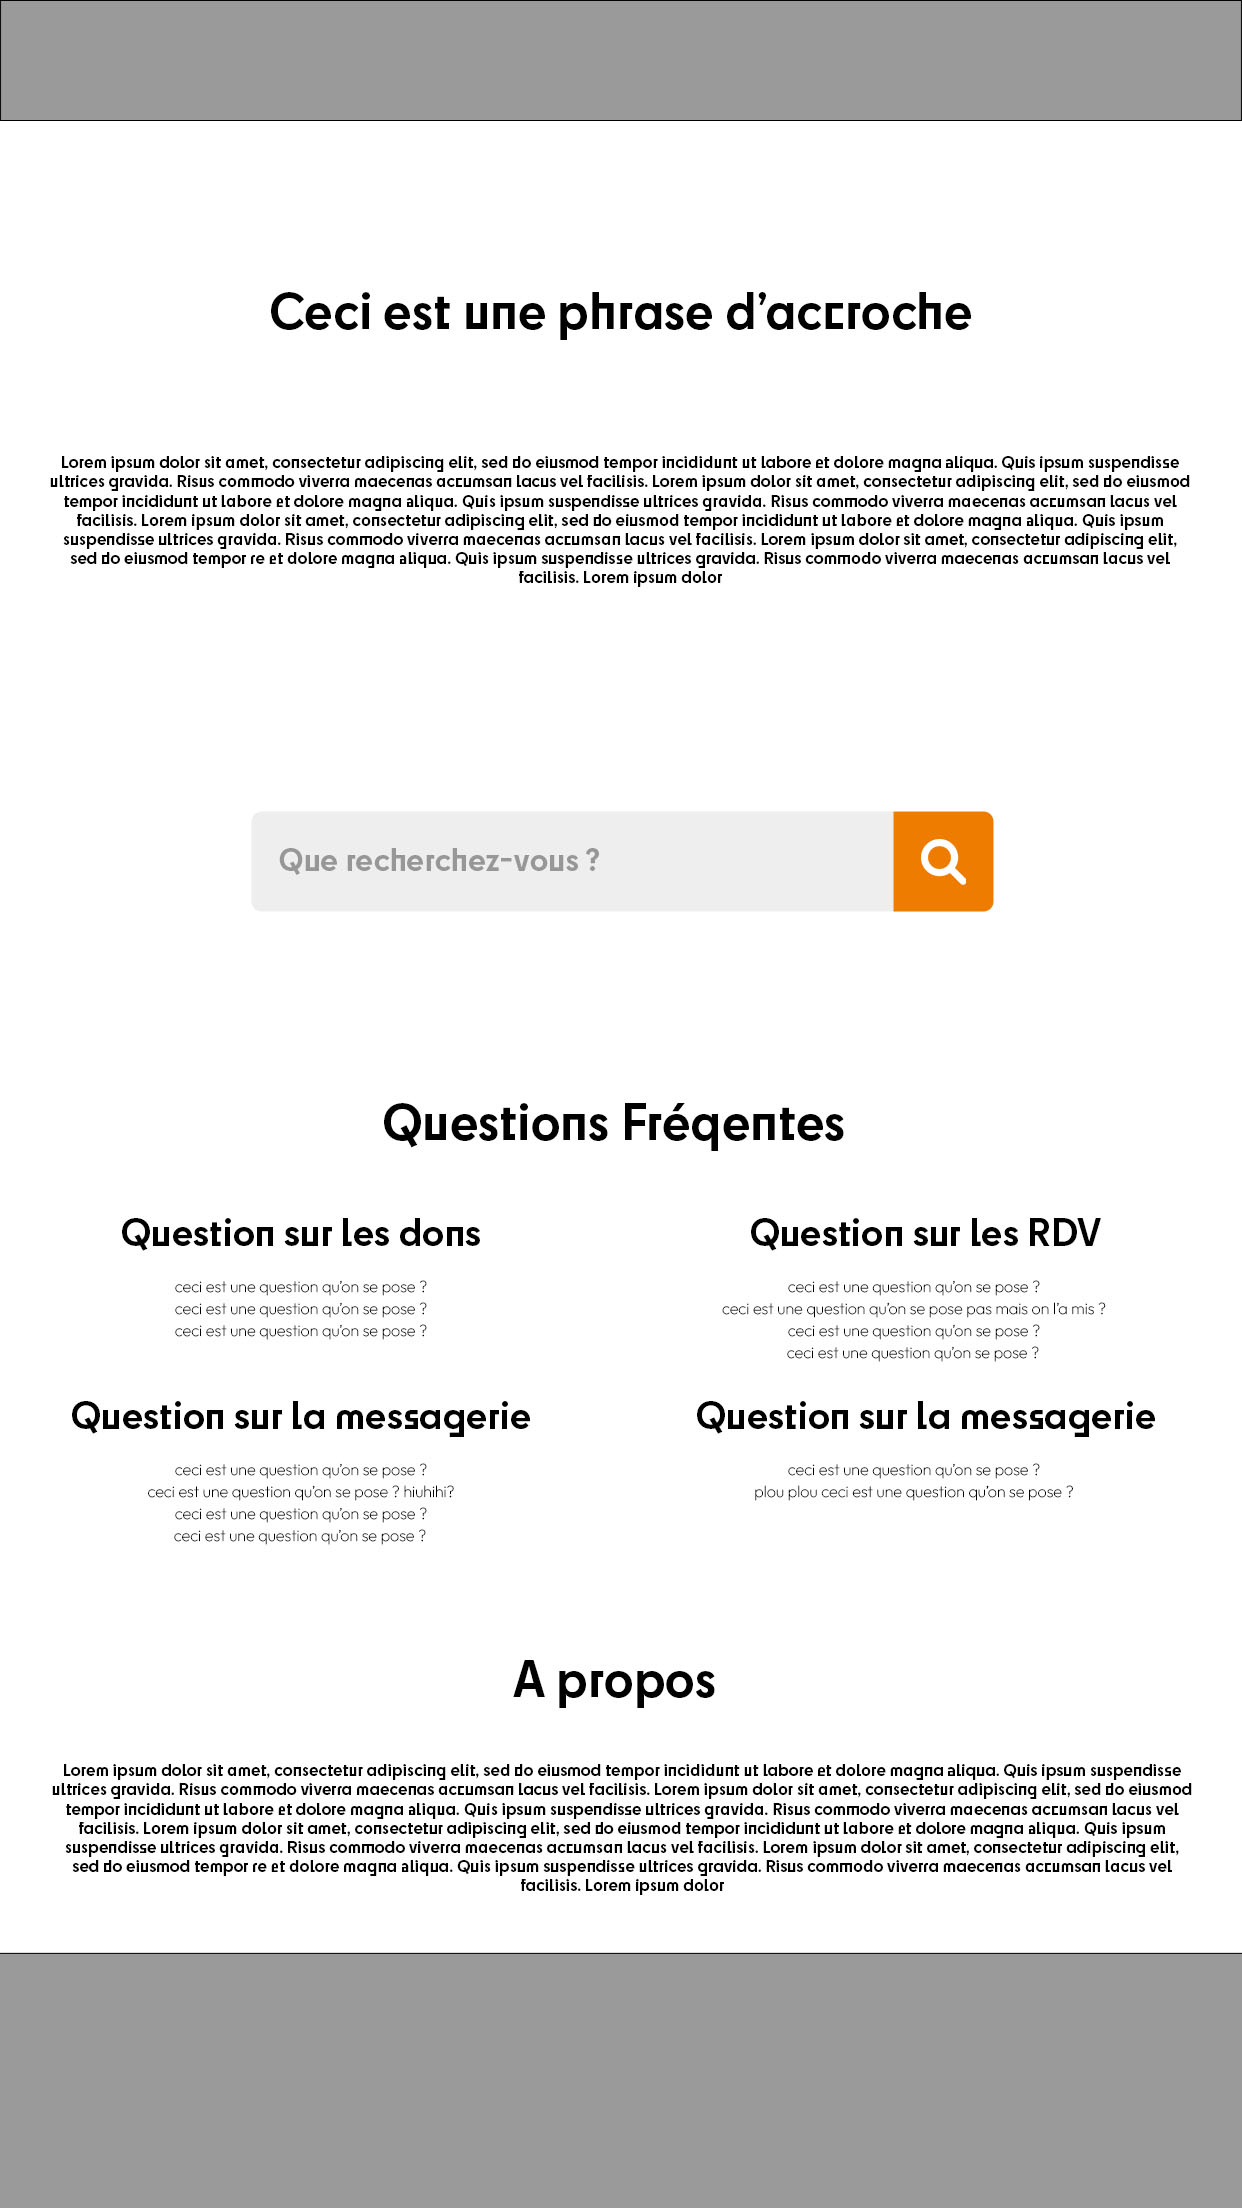 Ceci est une phrase d’accroche
Lorem ipsum dolor sit amet, consectetur adipiscing elit, sed do eiusmod tempor incididunt ut labore et dolore magna aliqua. Quis ipsum suspendisse
ultrices gravida. Risus commodo viverra maecenas accumsan lacus vel facilisis. Lorem ipsum dolor sit amet, consectetur adipiscing elit, sed do eiusmod
tempor incididunt ut labore et dolore magna aliqua. Quis ipsum suspendisse ultrices gravida. Risus commodo viverra maecenas accumsan lacus vel
facilisis. Lorem ipsum dolor sit amet, consectetur adipiscing elit, sed do eiusmod tempor incididunt ut labore et dolore magna aliqua. Quis ipsum
suspendisse ultrices gravida. Risus commodo viverra maecenas accumsan lacus vel facilisis. Lorem ipsum dolor sit amet, consectetur adipiscing elit,
sed do eiusmod tempor re et dolore magna aliqua. Quis ipsum suspendisse ultrices gravida. Risus commodo viverra maecenas accumsan lacus vel
facilisis. Lorem ipsum dolor
Que recherchez-vous ?
Questions Fréqentes
Question sur les dons
ceci est une question qu’on se pose ?
ceci est une question qu’on se pose ?
ceci est une question qu’on se pose ?
Question sur les RDV
ceci est une question qu’on se pose ?
ceci est une question qu’on se pose pas mais on l’a mis ?
ceci est une question qu’on se pose ?
ceci est une question qu’on se pose ?
Question sur la messagerie
ceci est une question qu’on se pose ?
ceci est une question qu’on se pose ? hiuhihi?
ceci est une question qu’on se pose ?
ceci est une question qu’on se pose ?
Question sur la messagerie
ceci est une question qu’on se pose ?
plou plou ceci est une question qu’on se pose ?
A propos
Lorem ipsum dolor sit amet, consectetur adipiscing elit, sed do eiusmod tempor incididunt ut labore et dolore magna aliqua. Quis ipsum suspendisse
ultrices gravida. Risus commodo viverra maecenas accumsan lacus vel facilisis. Lorem ipsum dolor sit amet, consectetur adipiscing elit, sed do eiusmod
tempor incididunt ut labore et dolore magna aliqua. Quis ipsum suspendisse ultrices gravida. Risus commodo viverra maecenas accumsan lacus vel
facilisis. Lorem ipsum dolor sit amet, consectetur adipiscing elit, sed do eiusmod tempor incididunt ut labore et dolore magna aliqua. Quis ipsum
suspendisse ultrices gravida. Risus commodo viverra maecenas accumsan lacus vel facilisis. Lorem ipsum dolor sit amet, consectetur adipiscing elit,
sed do eiusmod tempor re et dolore magna aliqua. Quis ipsum suspendisse ultrices gravida. Risus commodo viverra maecenas accumsan lacus vel
facilisis. Lorem ipsum dolor